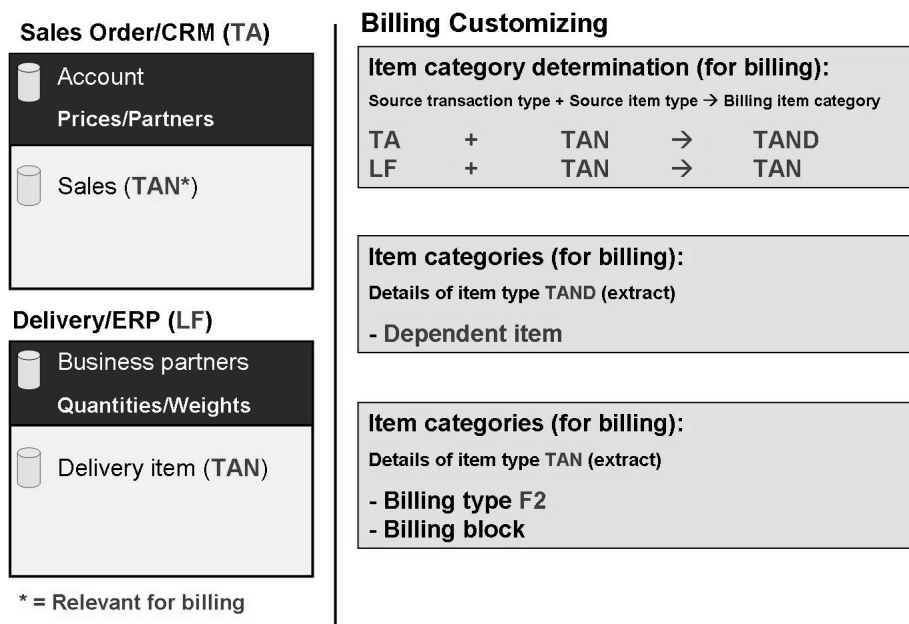 Sales Order/CRM (TA)
Account
Prices/Partners
Sales (TAN*)
Delivery/ERP (LF)
Business partners
Quantities/Weights
Delivery item (TAN)
* = Relevant for billing
Billing Customizing
Item category determination (for billing):
Source transaction type + Source item type → Billing item category
TA + TAN → TAND
LF + TAN → TAN
Item categories (for billing):
Details of item type TAND (extract)
- Dependent item
Item categories (for billing):
Details of item type TAN (extract)
- Billing type F2
- Billing block